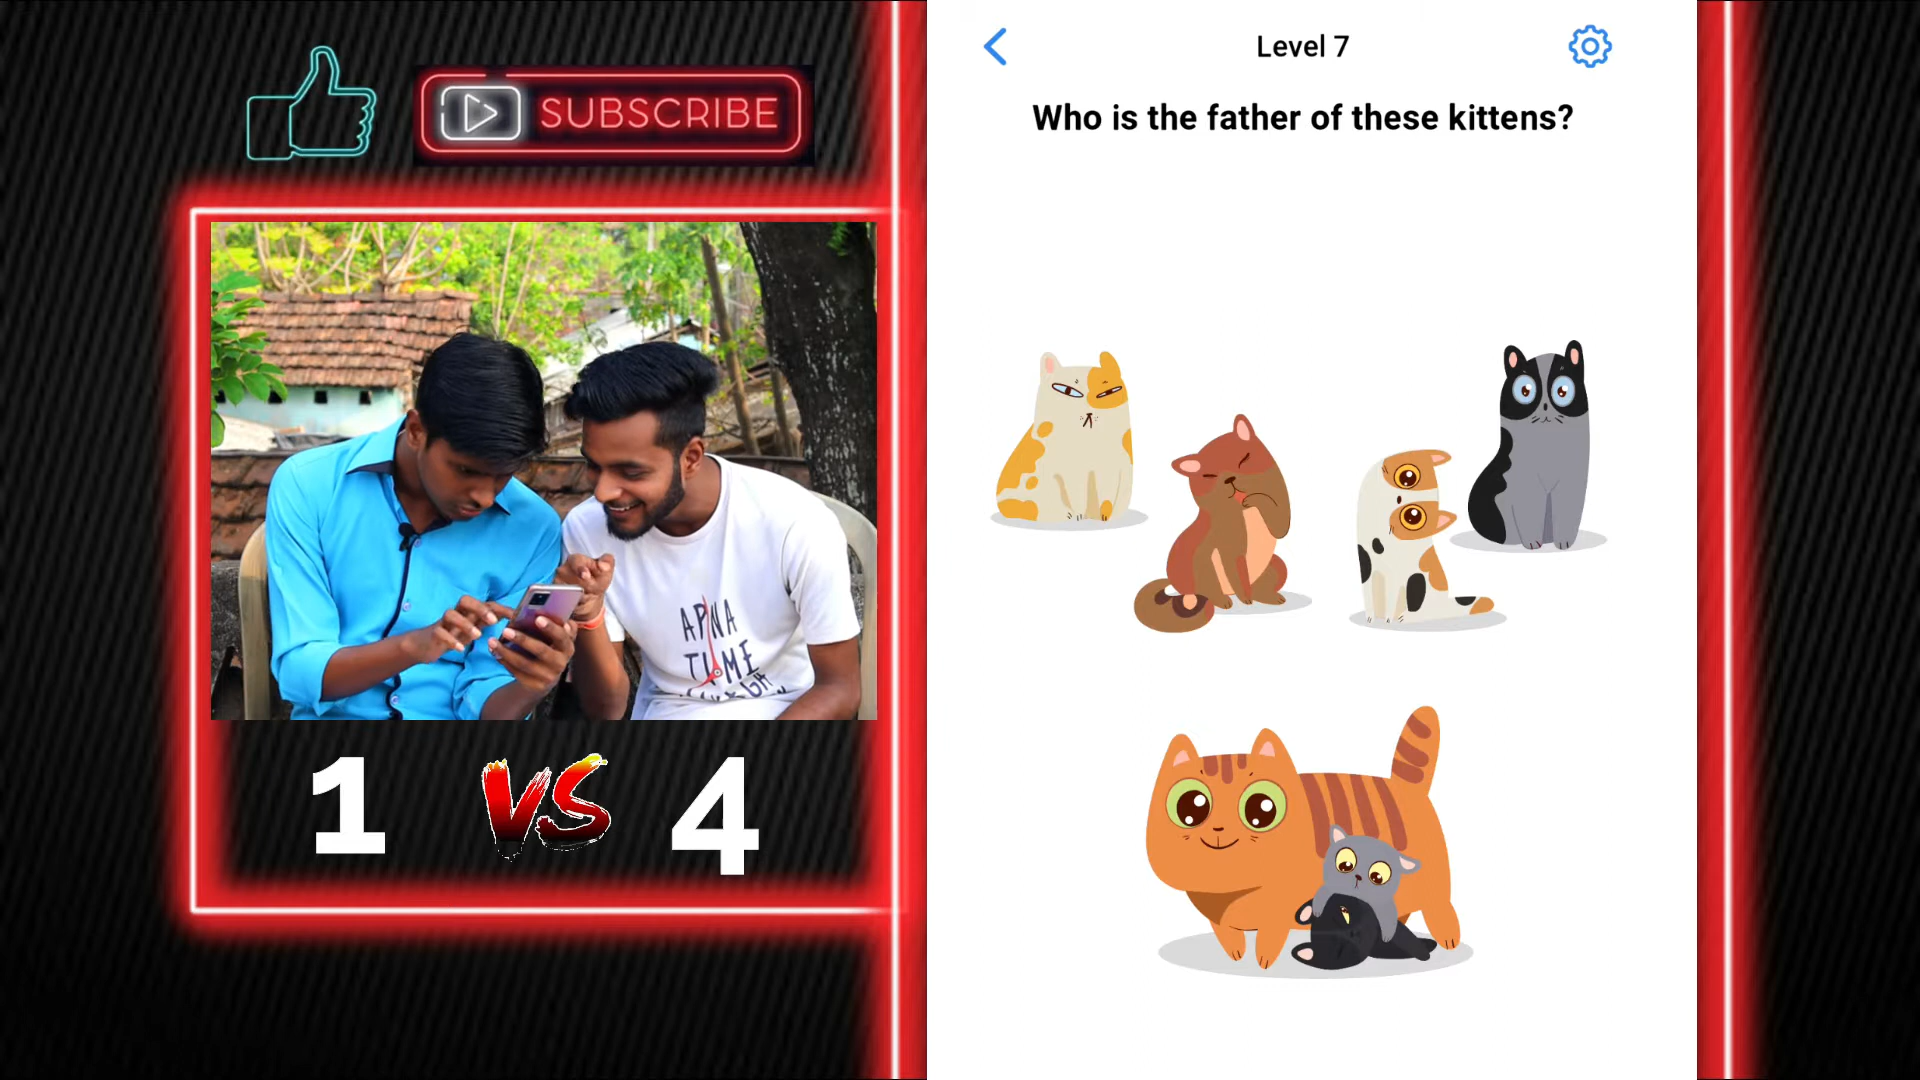 SUBSCRIBE
APNA
TIME
1 VS 4
Level 7
Who is the father of these kittens?